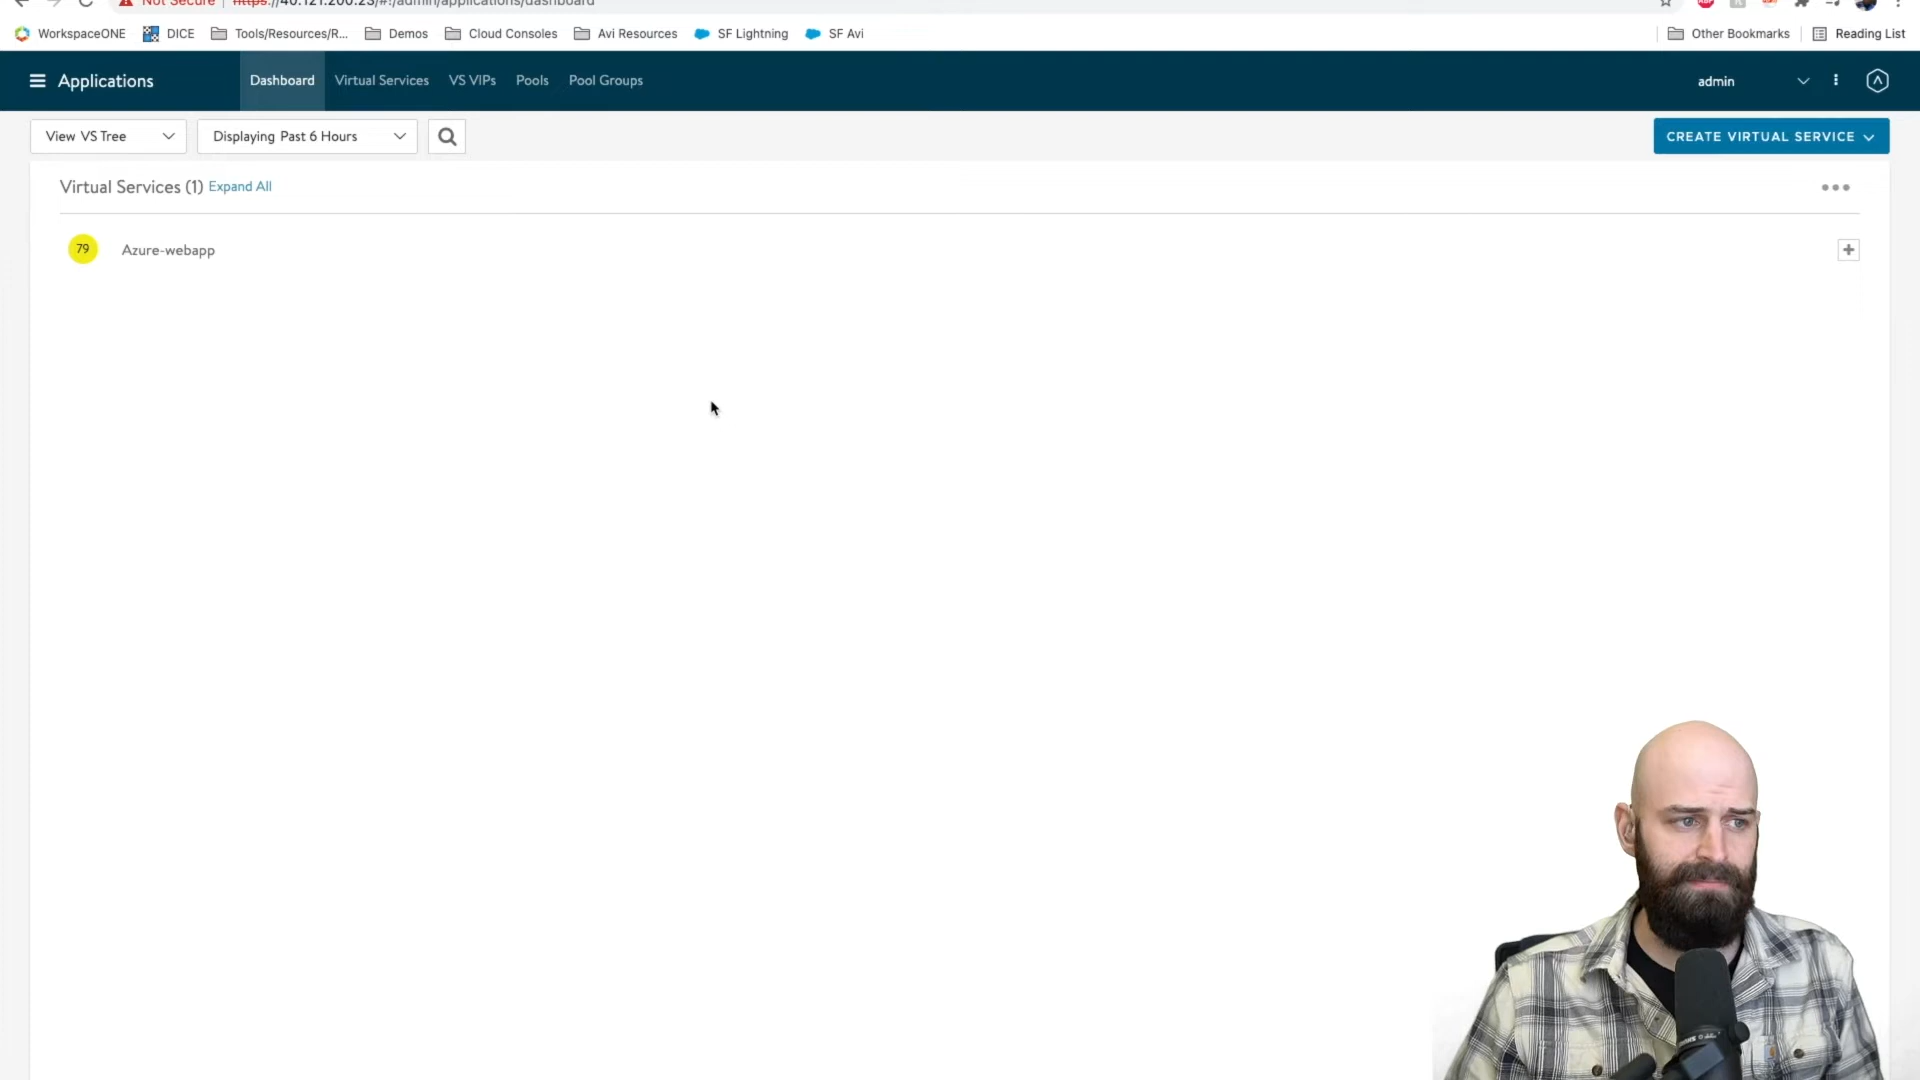 Not Secure | https://40.121.200.23/#!/admin/applications/dashboard
WorkspaceONE DICE Tools/Resources/R... Demos Cloud Consoles Avi Resources SF Lightning SF Avi Other Bookmarks Reading List
Applications Dashboard Virtual Services VS VIPs Pools Pool Groups admin
View VS Tree Displaying Past 6 Hours CREATE VIRTUAL SERVICE
Virtual Services (1) Expand All
79 Azure-webapp